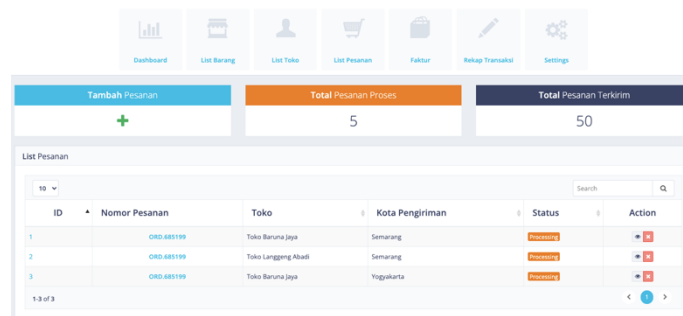 Dashboard List Barang List Toko List Pesanan Faktur Rekap Transaksi Settings
Tambah Pesanan Total Pesanan Proses Total Pesanan Terkirim
5 50
List Pesanan
10 Search
ID Nomor Pesanan Toko Kota Pengiriman Status Action
1 ORD.685199 Toko Baruna Jaya Semarang Processing
2 ORD.685199 Toko Langgeng Abadi Semarang Processing
3 ORD.685199 Toko Baruna Jaya Yogyakarta Processing
1-3 of 3 1